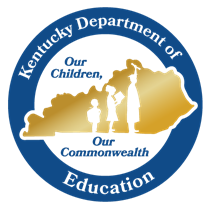 Kentucky Department of
Our
Children,
Our
Commonwealth
Education